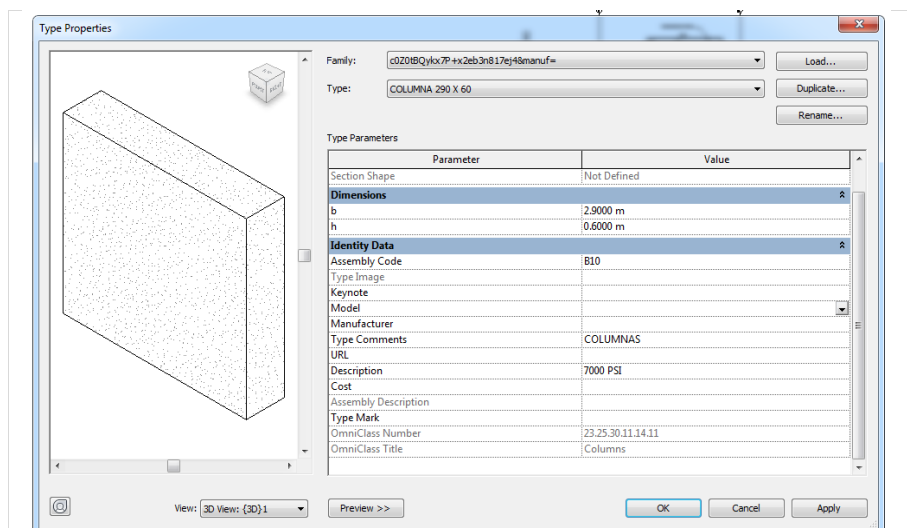 Type Properties
Family: c0Z0tBQykx7P+x2eb3n817ej4&manuf= Load...
Type: COLUMNA 290 X 60 Duplicate...
Rename...
Type Parameters
Parameter Value
Section Shape Not Defined
Dimensions
b 2.9000 m
h 0.6000 m
Identity Data
Assembly Code B10
Type Image
Keynote
Model
Manufacturer
Type Comments COLUMNAS
URL
Description 7000 PSI
Cost
Assembly Description
Type Mark
OmniClass Number 23.25.30.11.14.11
OmniClass Title Columns
View: 3D View: {3D}1 Preview >> OK Cancel Apply